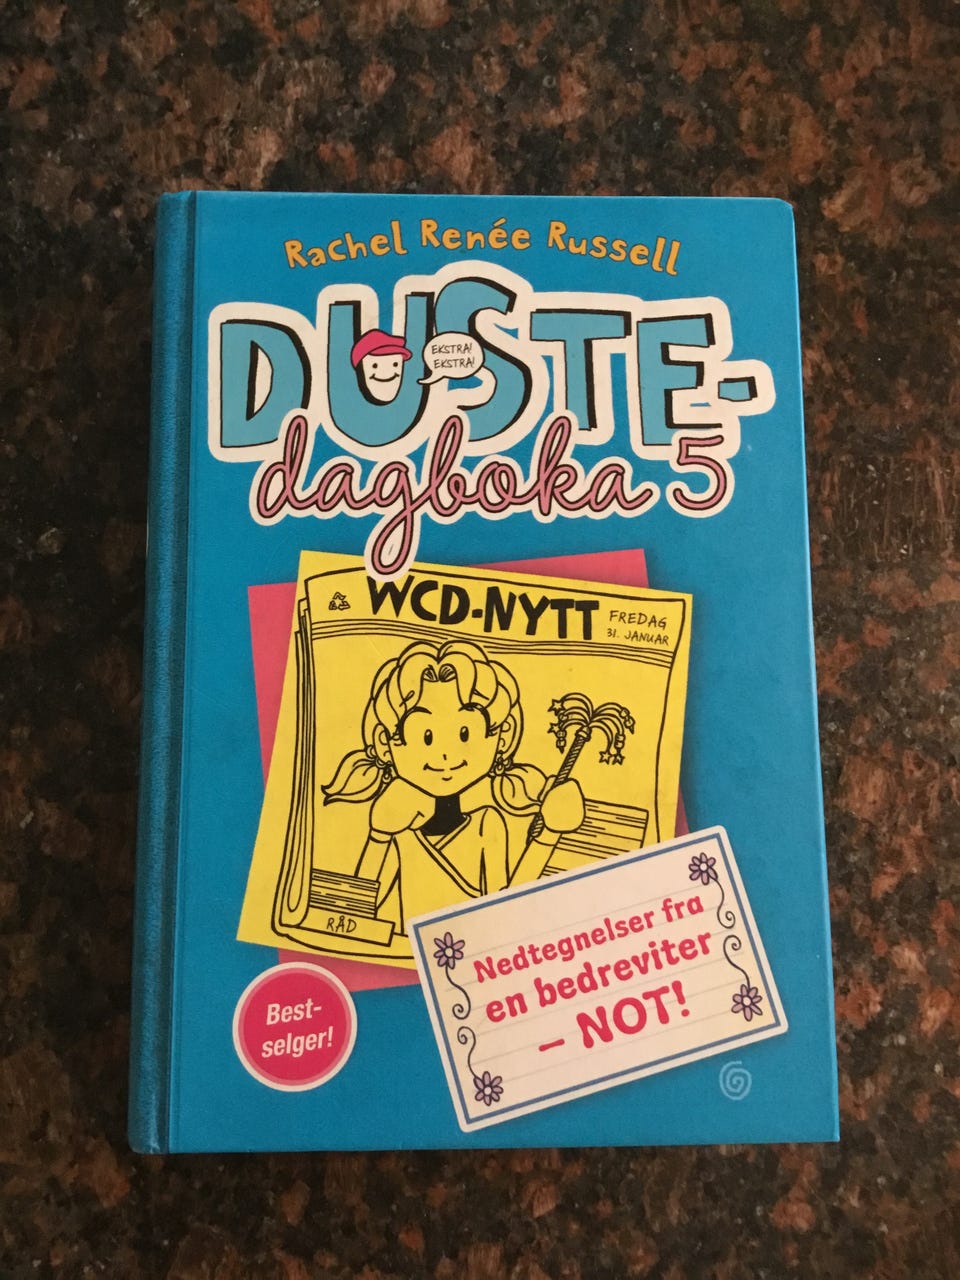 Rachel Renée Russell
DUSTE-
EKSTRA!
EKSTRA!
dagboka 5
WCD-NYTT
FREDAG
31. JANUAR
RÅD
Nedtegnelser fra
en bedreviter
– NOT!
Best-
selger!